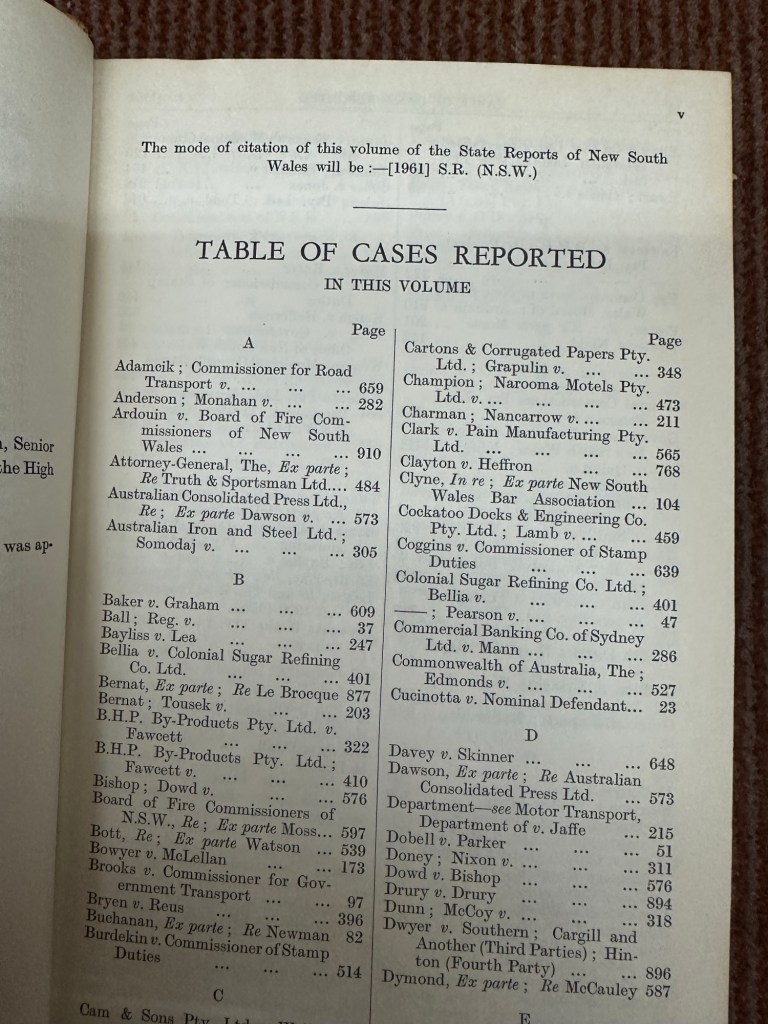 n, Senior
the High
was ap-
v
The mode of citation of this volume of the State Reports of New South
Wales will be :—[1961] S.R. (N.S.W.)
TABLE OF CASES REPORTED
IN THIS VOLUME
Page
A
Adamcik ; Commissioner for Road
Transport v. ... ... ... 659
Anderson ; Monahan v. ... ... 282
Ardouin v. Board of Fire Com-
missioners of New South
Wales ... ... ... ... 910
Attorney-General, The, Ex parte ;
Re Truth & Sportsman Ltd.... 484
Australian Consolidated Press Ltd.,
Re ; Ex parte Dawson v. ... 573
Australian Iron and Steel Ltd. ;
Somodaj v. ... ... ... 305
B
Baker v. Graham ... ... ... 609
Ball ; Reg. v. ... ... ... 37
Bayliss v. Lea ... ... ... 247
Bellia v. Colonial Sugar Refining
Co. Ltd. ... ... ... 401
Bernat, Ex parte ; Re Le Brocque 877
Bernat ; Tousek v. ... ... 203
B.H.P. By-Products Pty. Ltd. v.
Fawcett ... ... ... 322
B.H.P. By-Products Pty. Ltd. ;
Fawcett v. ... ... ... 410
Bishop ; Dowd v. ... ... 576
Board of Fire Commissioners of
N.S.W., Re ; Ex parte Moss... 597
Bott, Re ; Ex parte Watson ... 539
Bowyer v. McLellan ... ... 173
Brooks v. Commissioner for Gov-
ernment Transport ... ... 97
Bryen v. Reus ... ... ... 396
Buchanan, Ex parte ; Re Newman 82
Burdekin v. Commissioner of Stamp
Duties ... ... ... 514
C
Cam & Sons Pty. Ltd.
Page
Cartons & Corrugated Papers Pty.
Ltd. ; Grapulin v. ... ... 348
Champion ; Narooma Motels Pty.
Ltd. v. ... ... ... ... 473
Charman ; Nancarrow v. ... ... 211
Clark v. Pain Manufacturing Pty.
Ltd. ... ... ... ... 565
Clayton v. Heffron ... ... 768
Clyne, In re ; Ex parte New South
Wales Bar Association ... 104
Cockatoo Docks & Engineering Co.
Pty. Ltd. ; Lamb v. ... ... 459
Coggins v. Commissioner of Stamp
Duties ... ... ... 639
Colonial Sugar Refining Co. Ltd. ;
Bellia v. ... ... ... 401
—— ; Pearson v. ... ... ... 47
Commercial Banking Co. of Sydney
Ltd. v. Mann ... ... ... 286
Commonwealth of Australia, The ;
Edmonds v. ... ... ... 527
Cucinotta v. Nominal Defendant... 23
D
Davey v. Skinner ... ... ... 648
Dawson, Ex parte ; Re Australian
Consolidated Press Ltd. ... 573
Department—see Motor Transport,
Department of v. Jaffe ... 215
Dobell v. Parker ... ... ... 51
Doney ; Nixon v. ... ... ... 311
Dowd v. Bishop ... ... ... 576
Drury v. Drury ... ... ... 894
Dunn ; McCoy v. ... ... ... 318
Dwyer v. Southern ; Cargill and
Another (Third Parties) ; Hin-
ton (Fourth Party) ... ... 896
Dymond, Ex parte ; Re McCauley 587
E